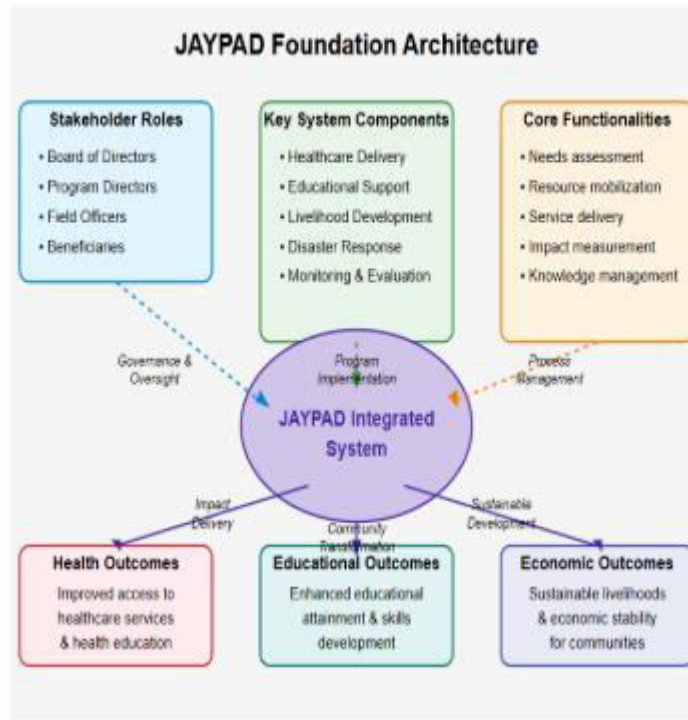 JAYPAD Foundation Architecture
Stakeholder Roles
• Board of Directors
• Program Directors
• Field Officers
• Beneficiaries
Key System Components
• Healthcare Delivery
• Educational Support
• Livelihood Development
• Disaster Response
• Monitoring & Evaluation
Core Functionalities
• Needs assessment
• Resource mobilization
• Service delivery
• Impact measurement
• Knowledge management
Governance &
Oversight
Program
Implementation
Process
Management
JAYPAD Integrated
System
Impact
Delivery
Community
Transformation
Sustainable
Development
Health Outcomes
Improved access to
healthcare services
& health education
Educational Outcomes
Enhanced educational
attainment & skills
development
Economic Outcomes
Sustainable livelihoods
& economic stability
for communities